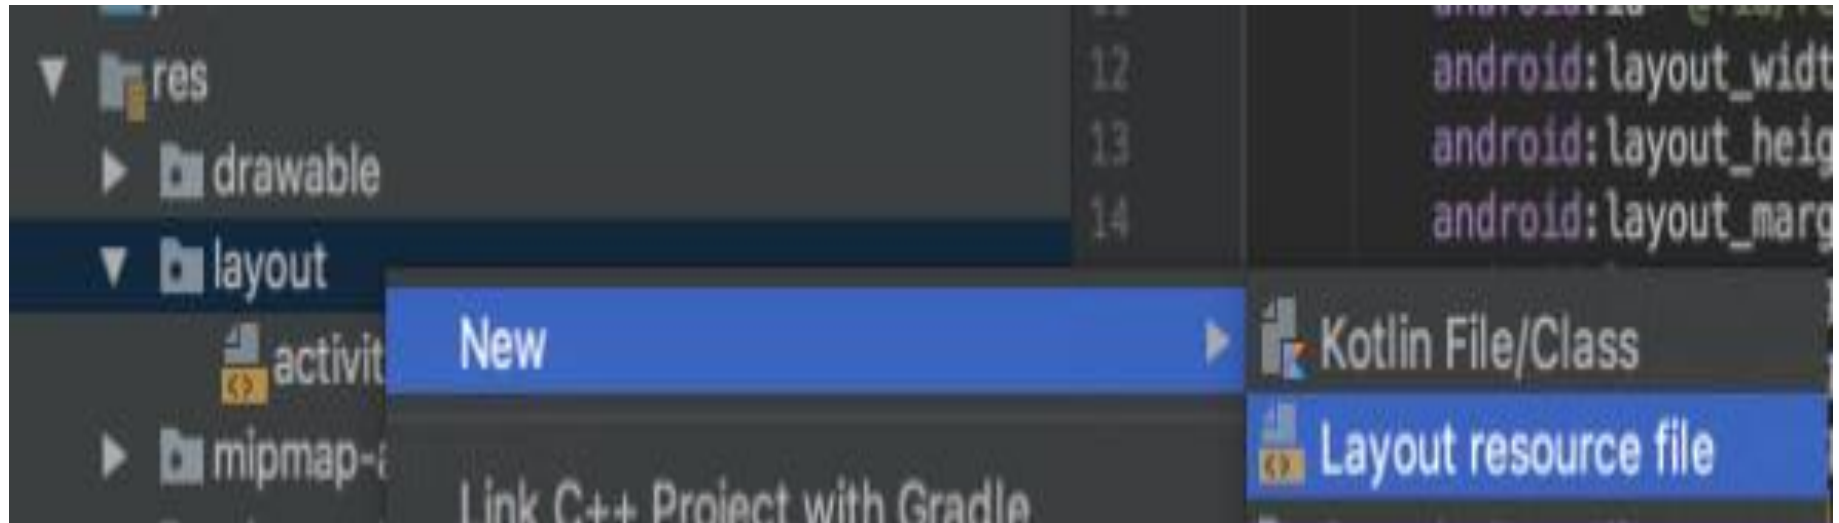 res
12
android:layout_widt
drawable
13
android:layout_heig
14
android:layout_marg
layout
New
Kotlin File/Class
activit
Layout resource file
mipmap-a
Link C++ Project with Gradle